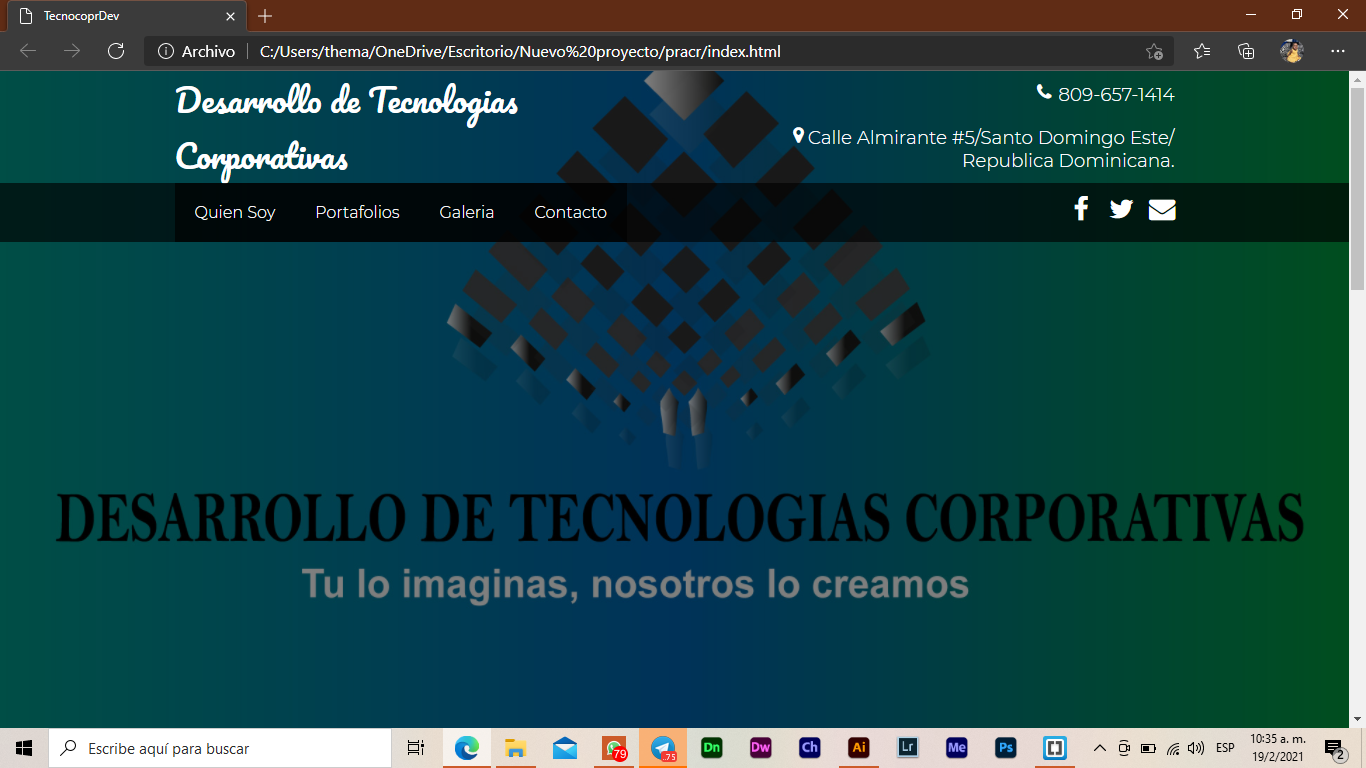 TecnocoprDev
Archivo
C:/Users/thema/OneDrive/Escritorio/Nuevo%20proyecto/pracr/index.html
Desarrollo de Tecnologias
Corporativas
809-657-1414
Calle Almirante #5/Santo Domingo Este/
Republica Dominicana.
Quien Soy
Portafolios
Galeria
Contacto
DESARROLLO DE TECNOLOGIAS CORPORATIVAS
Tu lo imaginas, nosotros lo creamos
Escribe aquí para buscar
79
..75
Dn
Dw
Ch
Ai
Lr
Me
Ps
ESP
10:35 a. m.
19/2/2021
2